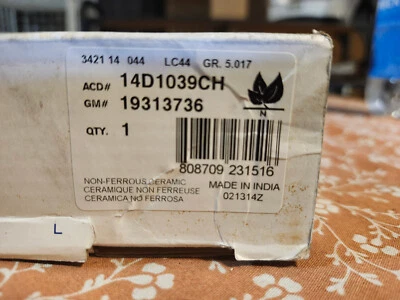 3421 14 044 LC44 GR. 5.017
ACD# 14D1039CH
GM# 19313736
N
QTY. 1
808709 231516
NON-FERROUS CERAMIC
CERAMIQUE NON FERREUSE
CERAMICA NO FERROSA
MADE IN INDIA
021314Z
L